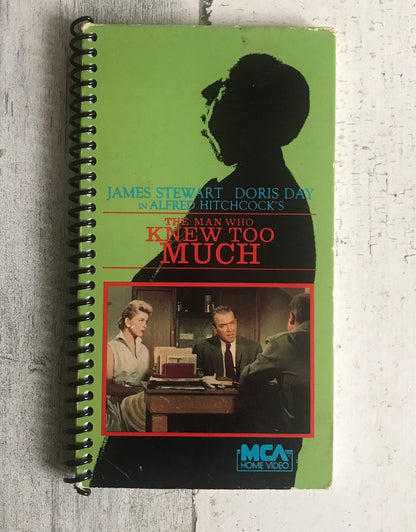 JAMES STEWART DORIS DAY
IN ALFRED HITCHCOCK'S
THE MAN WHO
KNEW TOO
MUCH
MCA
HOME VIDEO